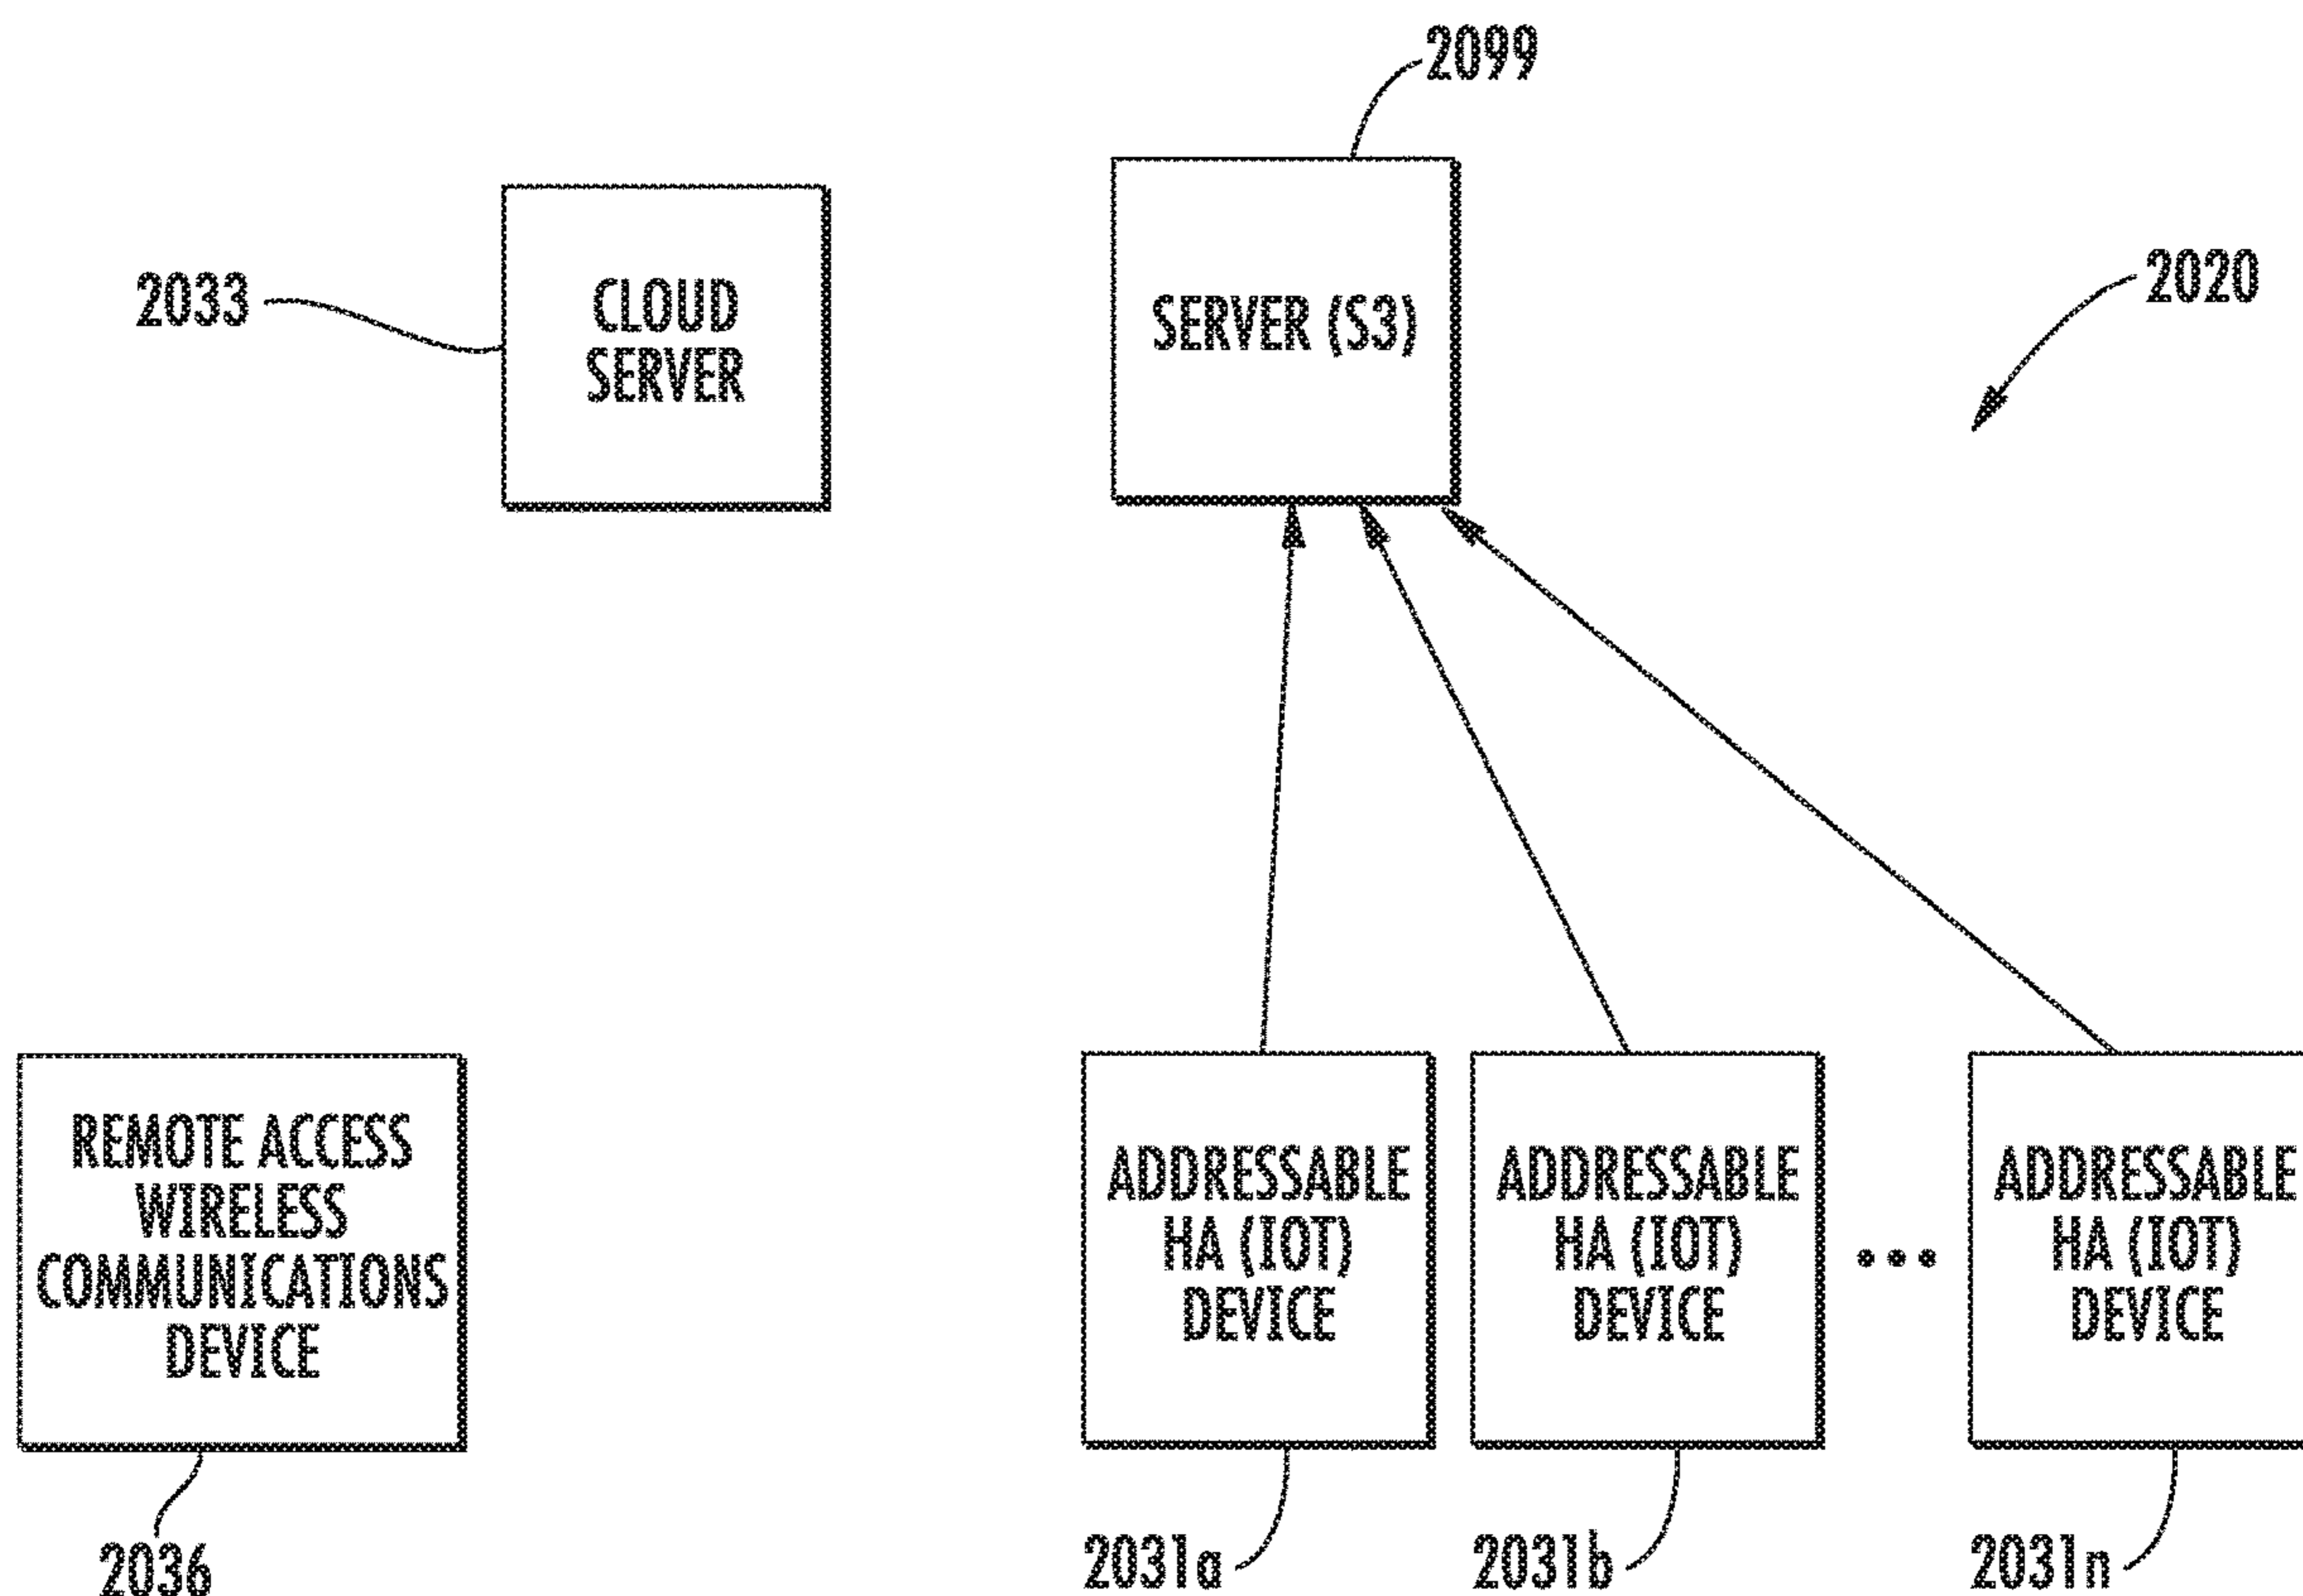 2099
2033
CLOUD
SERVER
SERVER (S3)
2020
REMOTE ACCESS
WIRELESS
COMMUNICATIONS
DEVICE
ADDRESSABLE
HA (IOT)
DEVICE
ADDRESSABLE
HA (IOT)
DEVICE
ADDRESSABLE
HA (IOT)
DEVICE
2036
2031a
2031b
2031n